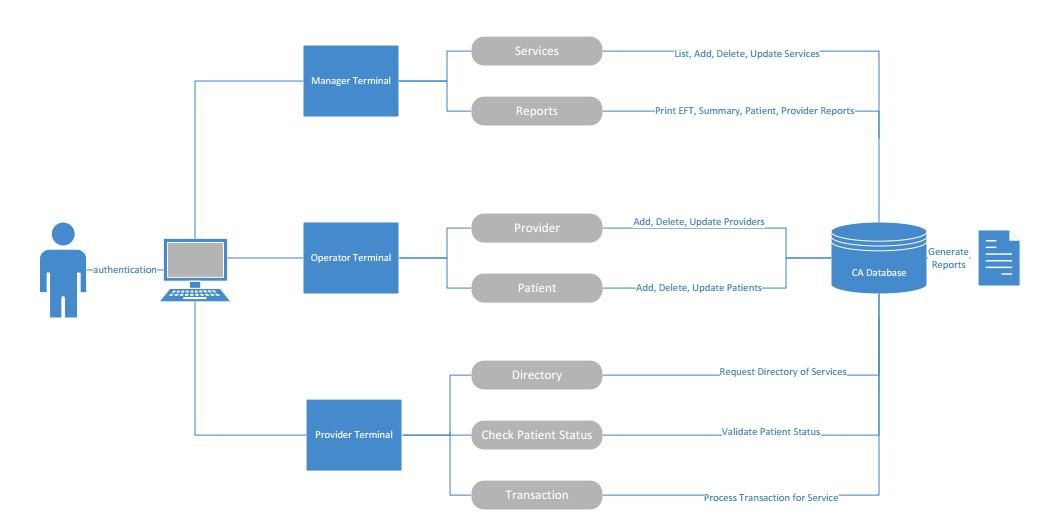 Services
List, Add, Delete, Update Services
Manager Terminal
Reports
Print EFT, Summary, Patient, Provider Reports
Provider
Add, Delete, Update Providers
authentication
Operator Terminal
CA Database
Generate
Reports
Patient
Add, Delete, Update Patients
Directory
Request Directory of Services
Provider Terminal
Check Patient Status
Validate Patient Status
Transaction
Process Transaction for Service